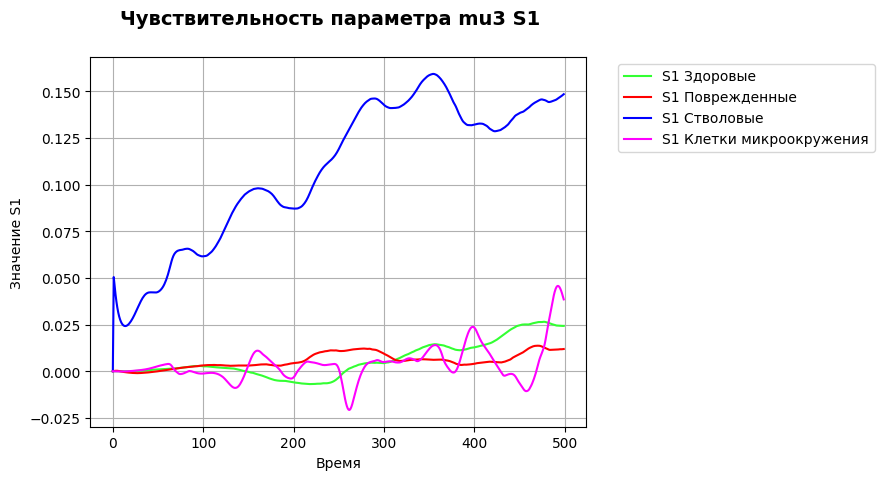 Чувствительность параметра mu3 S1
S1 Здоровые
S1 Поврежденные
S1 Стволовые
S1 Клетки микроокружения
Значение S1
0.150
0.125
0.100
0.075
0.050
0.025
0.000
−0.025
0 100 200 300 400 500
Время